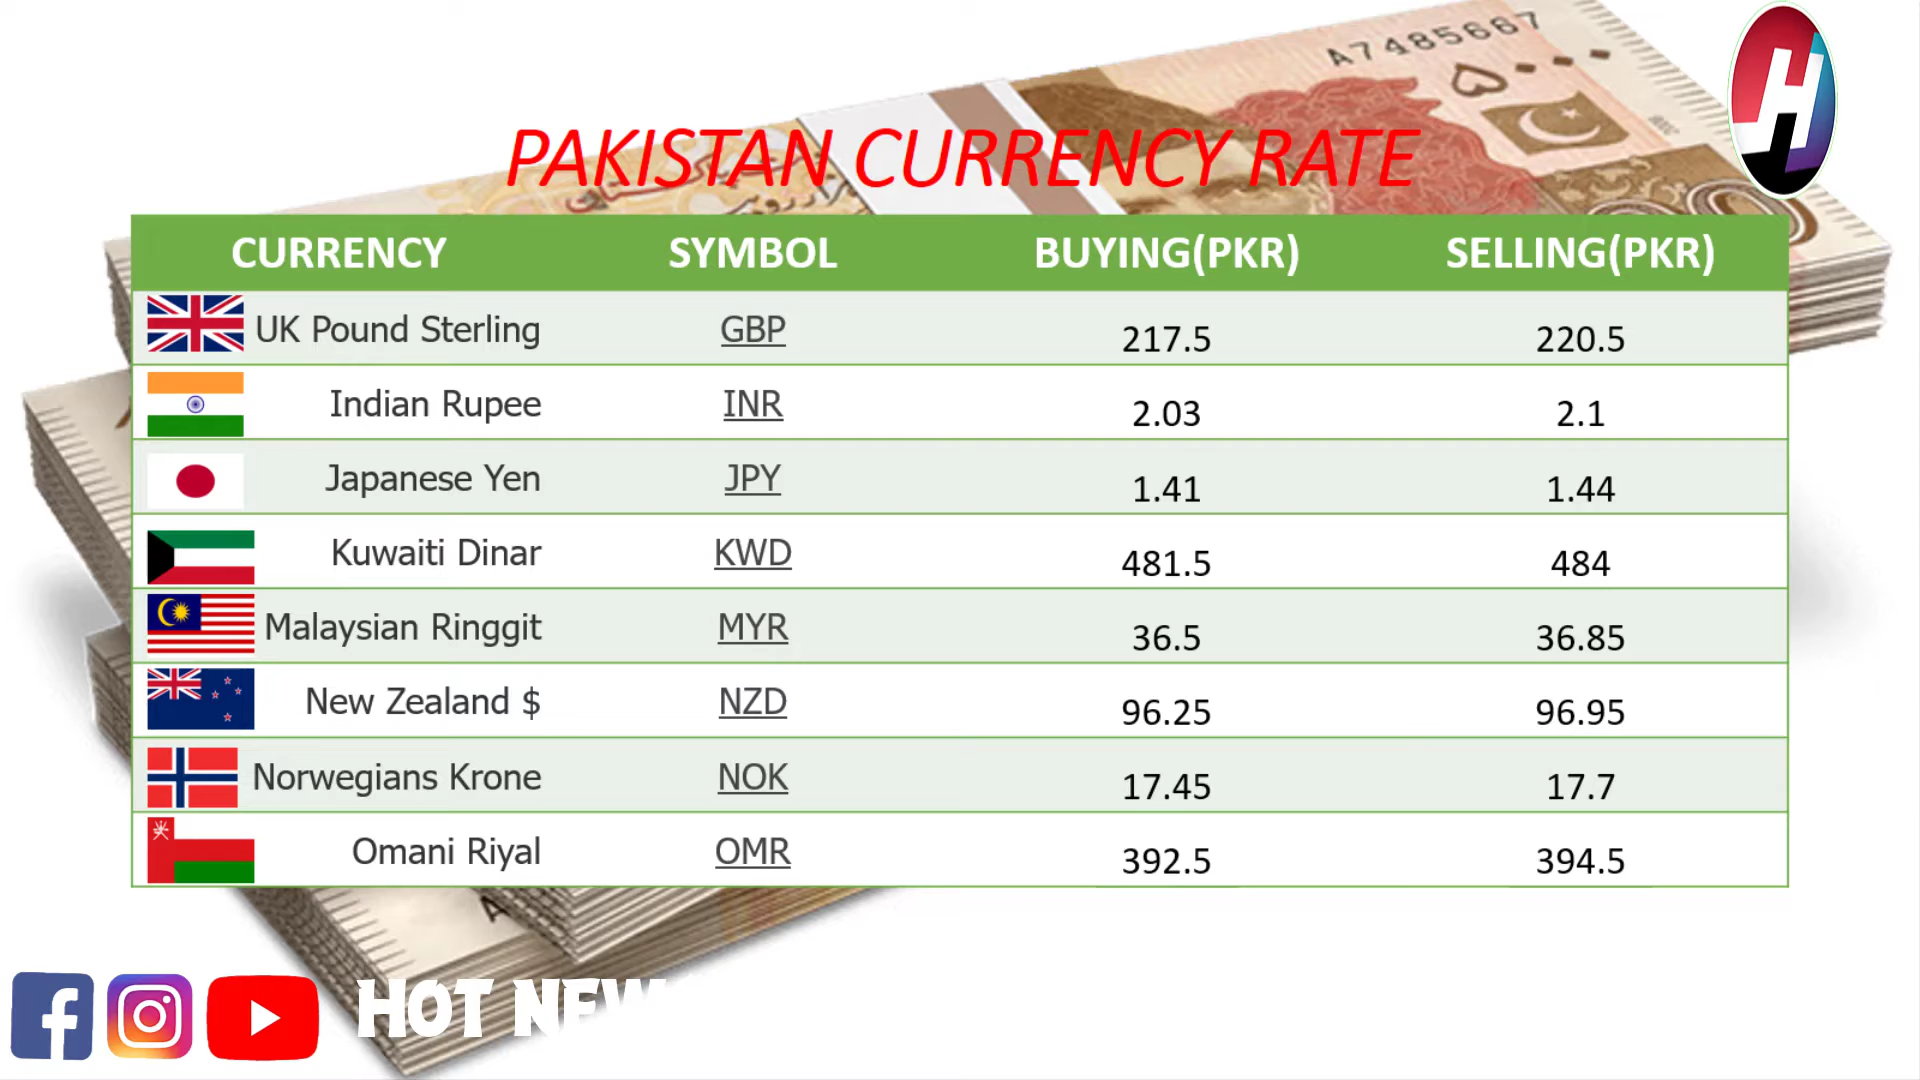 A7485667
۵۰۰۰
PAKISTAN CURRENCY RATE
CURRENCY SYMBOL BUYING(PKR) SELLING(PKR)
UK Pound Sterling GBP 217.5 220.5
Indian Rupee INR 2.03 2.1
Japanese Yen JPY 1.41 1.44
Kuwaiti Dinar KWD 481.5 484
Malaysian Ringgit MYR 36.5 36.85
New Zealand $ NZD 96.25 96.95
Norwegians Krone NOK 17.45 17.7
Omani Riyal OMR 392.5 394.5
HOT NEW